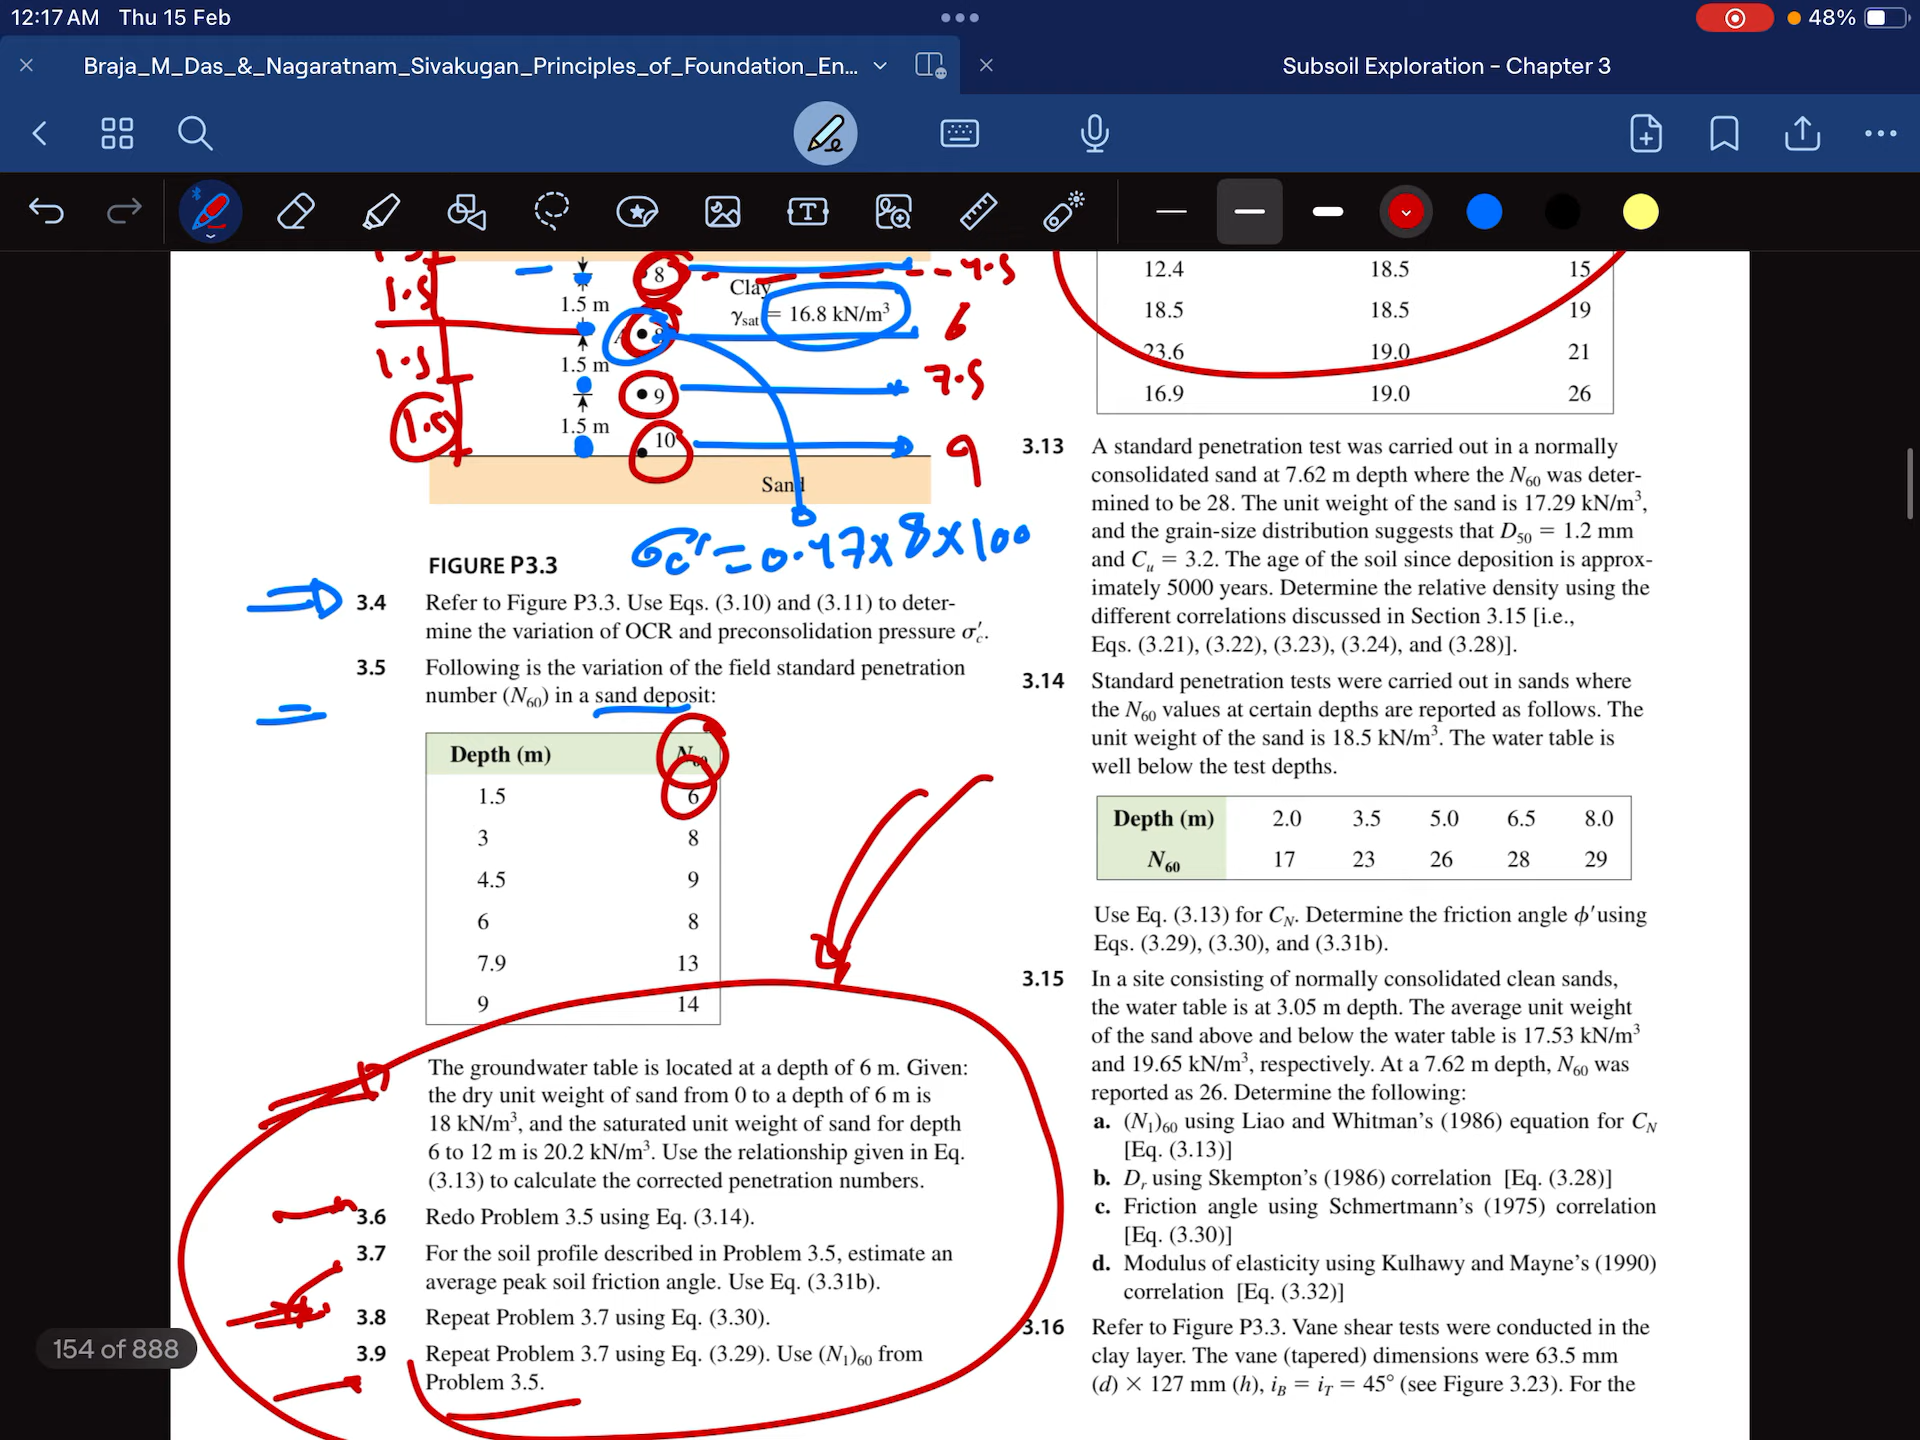 12:17 AM Thu 15 Feb
48%
Braja_M_Das_&_Nagaratnam_Sivakugan_Principles_of_Foundation_En...
Subsoil Exploration – Chapter 3
8
1.5
1.5 m
Clay
γsat = 16.8 kN/m³
4.5
6
1.5
1.5 m
9
7.5
1.5
1.5 m
10
9
Sand
σc' = 0.47 × 8 × 100
FIGURE P3.3
3.4 Refer to Figure P3.3. Use Eqs. (3.10) and (3.11) to deter-
mine the variation of OCR and preconsolidation pressure σ′c.
3.5 Following is the variation of the field standard penetration
number (N60) in a sand deposit:
Depth (m) N60
1.5 6
3 8
4.5 9
6 8
7.9 13
9 14
The groundwater table is located at a depth of 6 m. Given:
the dry unit weight of sand from 0 to a depth of 6 m is
18 kN/m³, and the saturated unit weight of sand for depth
6 to 12 m is 20.2 kN/m³. Use the relationship given in Eq.
(3.13) to calculate the corrected penetration numbers.
3.6 Redo Problem 3.5 using Eq. (3.14).
3.7 For the soil profile described in Problem 3.5, estimate an
average peak soil friction angle. Use Eq. (3.31b).
3.8 Repeat Problem 3.7 using Eq. (3.30).
3.9 Repeat Problem 3.7 using Eq. (3.29). Use (N1)60 from
Problem 3.5.
154 of 888
12.4 18.5 15
18.5 18.5 19
23.6 19.0 21
16.9 19.0 26
3.13 A standard penetration test was carried out in a normally
consolidated sand at 7.62 m depth where the N60 was deter-
mined to be 28. The unit weight of the sand is 17.29 kN/m³,
and the grain-size distribution suggests that D50 = 1.2 mm
and Cu = 3.2. The age of the soil since deposition is approx-
imately 5000 years. Determine the relative density using the
different correlations discussed in Section 3.15 [i.e.,
Eqs. (3.21), (3.22), (3.23), (3.24), and (3.28)].
3.14 Standard penetration tests were carried out in sands where
the N60 values at certain depths are reported as follows. The
unit weight of the sand is 18.5 kN/m³. The water table is
well below the test depths.
Depth (m) 2.0 3.5 5.0 6.5 8.0
N60 17 23 26 28 29
Use Eq. (3.13) for CN. Determine the friction angle ϕ′ using
Eqs. (3.29), (3.30), and (3.31b).
3.15 In a site consisting of normally consolidated clean sands,
the water table is at 3.05 m depth. The average unit weight
of the sand above and below the water table is 17.53 kN/m³
and 19.65 kN/m³, respectively. At a 7.62 m depth, N60 was
reported as 26. Determine the following:
a. (N1)60 using Liao and Whitman's (1986) equation for CN
[Eq. (3.13)]
b. Dr using Skempton's (1986) correlation [Eq. (3.28)]
c. Friction angle using Schmertmann's (1975) correlation
[Eq. (3.30)]
d. Modulus of elasticity using Kulhawy and Mayne's (1990)
correlation [Eq. (3.32)]
3.16 Refer to Figure P3.3. Vane shear tests were conducted in the
clay layer. The vane (tapered) dimensions were 63.5 mm
(d) × 127 mm (h), iB = iT = 45° (see Figure 3.23). For the